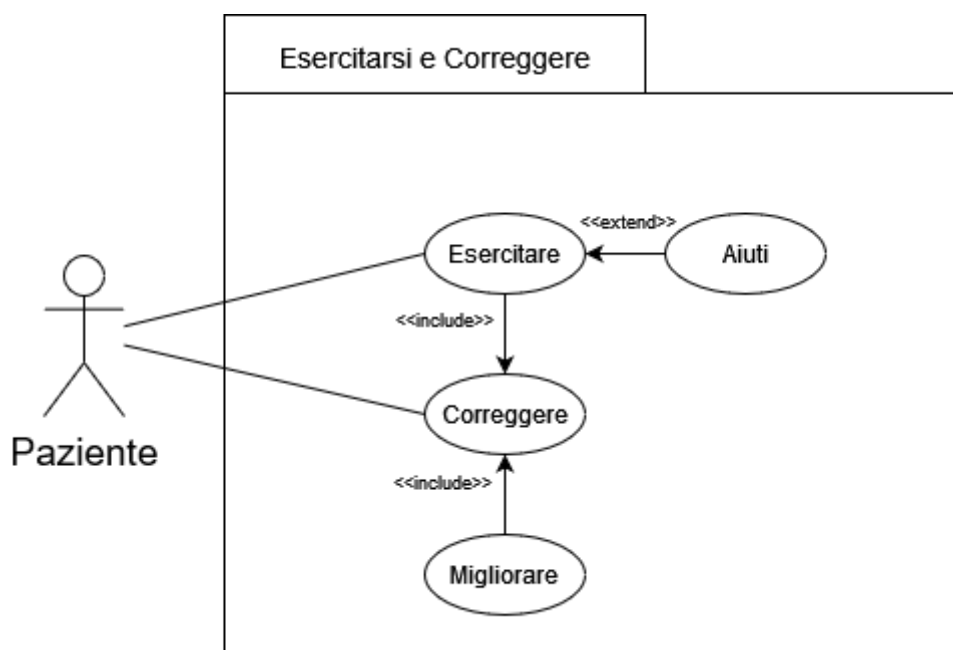 Esercitarsi e Correggere
<<extend>>
Esercitare
Aiuti
<<include>>
Paziente
Correggere
<<include>>
Migliorare